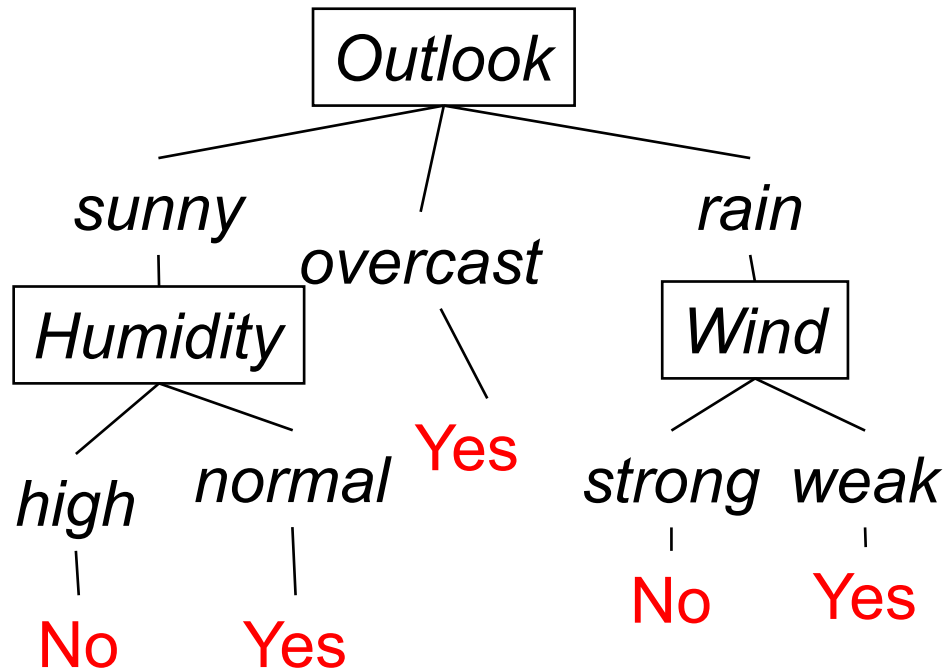 Outlook
sunny
overcast
rain
Humidity
Wind
high
normal
Yes
strong
weak
No
Yes
No
Yes